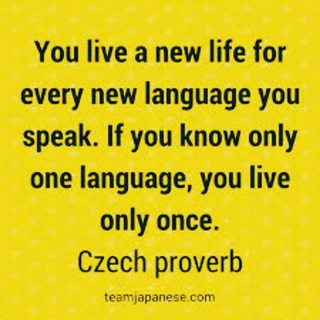 You live a new life for
every new language you
speak. If you know only
one language, you live
only once.
Czech proverb
teamjapanese.com